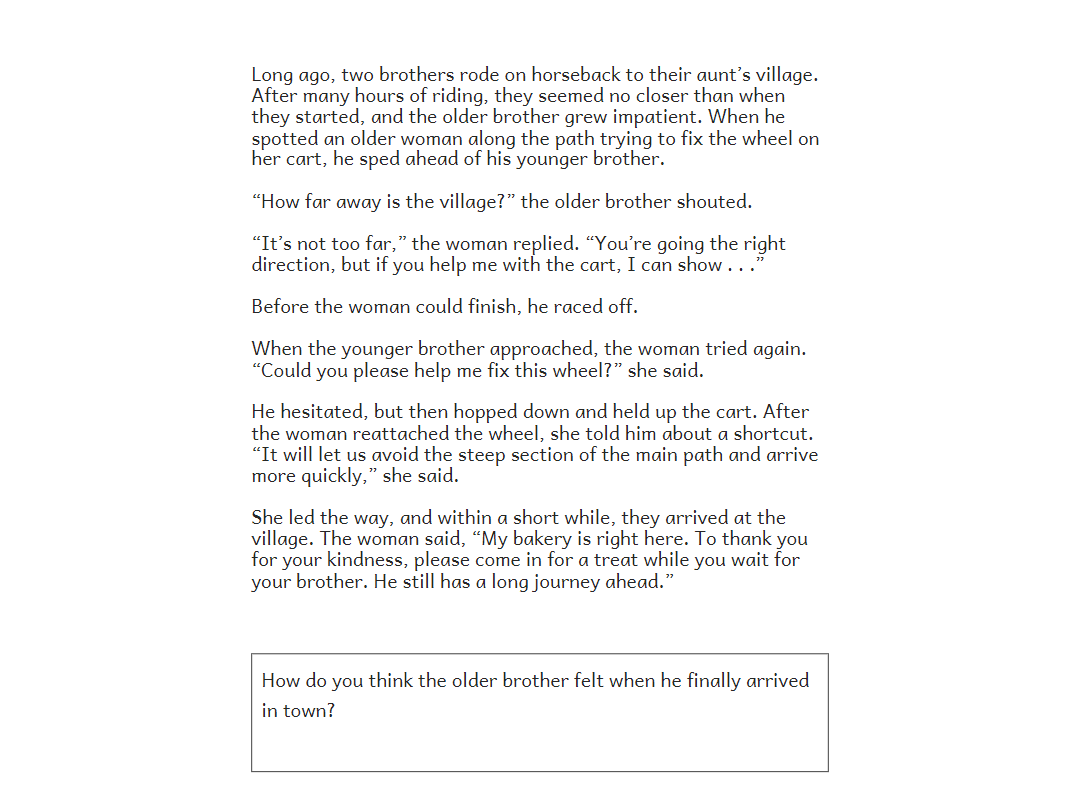 Long ago, two brothers rode on horseback to their aunt’s village.
After many hours of riding, they seemed no closer than when
they started, and the older brother grew impatient. When he
spotted an older woman along the path trying to fix the wheel on
her cart, he sped ahead of his younger brother.
“How far away is the village?” the older brother shouted.
“It’s not too far,” the woman replied. “You’re going the right
direction, but if you help me with the cart, I can show . . .”
Before the woman could finish, he raced off.
When the younger brother approached, the woman tried again.
“Could you please help me fix this wheel?” she said.
He hesitated, but then hopped down and held up the cart. After
the woman reattached the wheel, she told him about a shortcut.
“It will let us avoid the steep section of the main path and arrive
more quickly,” she said.
She led the way, and within a short while, they arrived at the
village. The woman said, “My bakery is right here. To thank you
for your kindness, please come in for a treat while you wait for
your brother. He still has a long journey ahead.”
How do you think the older brother felt when he finally arrived
in town?